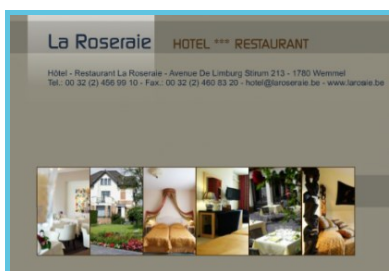 La Roseraie HOTEL *** RESTAURANT
Hôtel - Restaurant La Roseraie - Avenue De Limburg Stirum 213 - 1780 Wemmel
Tel.: 00 32 (2) 456 99 10 - Fax.: 00 32 (2) 460 83 20 - hotel@laroseraie.be - www.laroseraie.be